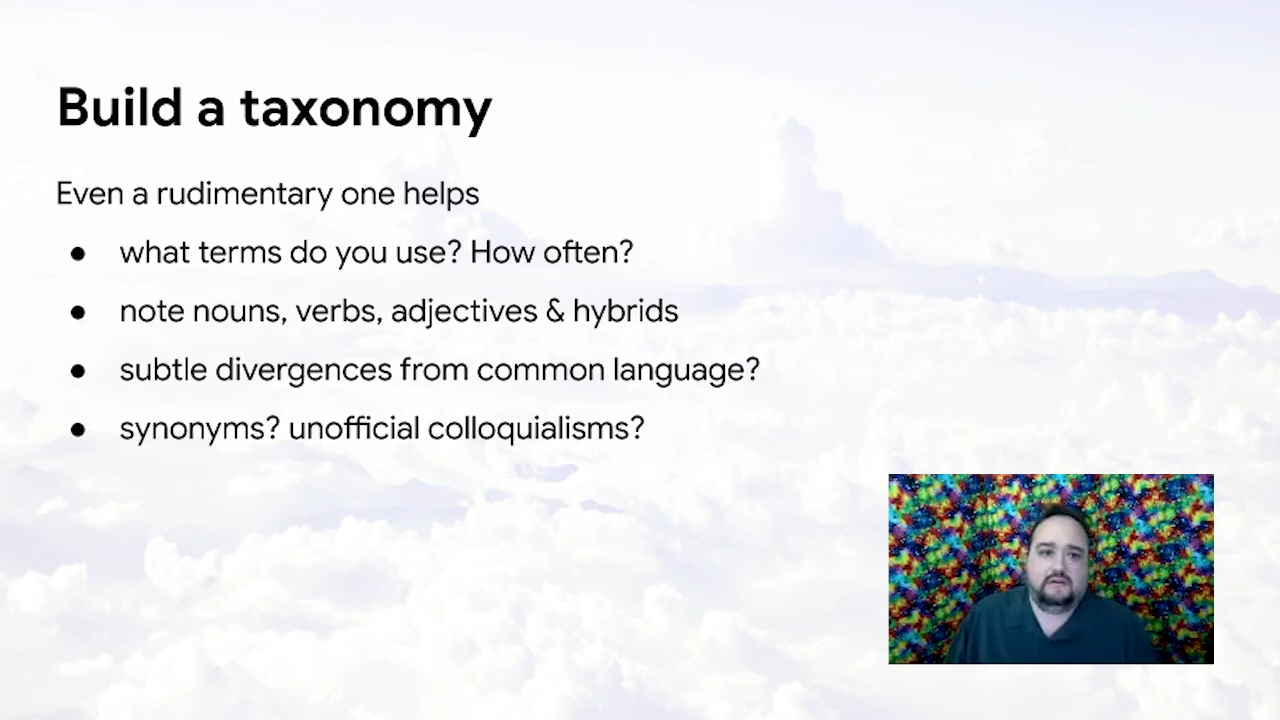 Build a taxonomy
Even a rudimentary one helps
● what terms do you use? How often?
● note nouns, verbs, adjectives & hybrids
● subtle divergences from common language?
● synonyms? unofficial colloquialisms?